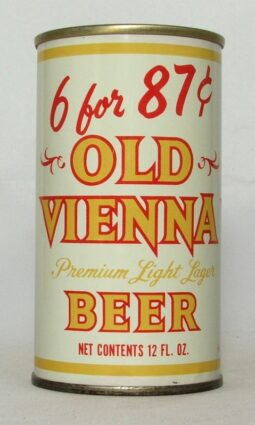 6 for 87¢
OLD
VIENNA
Premium Light Lager
BEER
NET CONTENTS 12 FL. OZ.